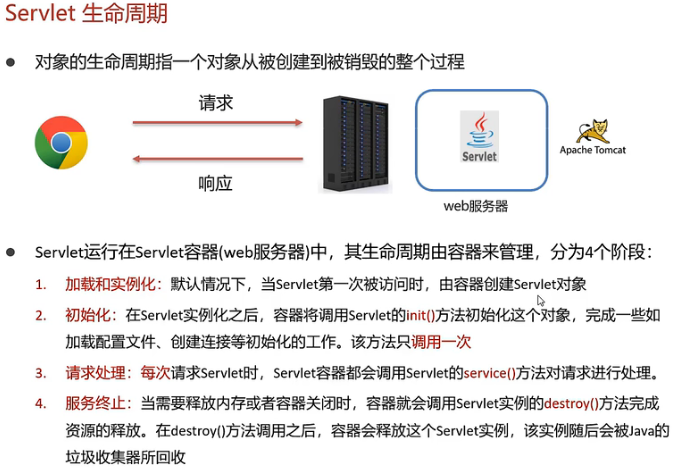 Servlet 生命周期
● 对象的生命周期指一个对象从被创建到被销毁的整个过程
请求
响应
Servlet
Apache Tomcat
web服务器
● Servlet运行在Servlet容器(web服务器)中，其生命周期由容器来管理，分为4个阶段：
1. 加载和实例化：默认情况下，当Servlet第一次被访问时，由容器创建Servlet对象
2. 初始化：在Servlet实例化之后，容器将调用Servlet的init()方法初始化这个对象，完成一些如
加载配置文件、创建连接等初始化的工作。该方法只调用一次
3. 请求处理：每次请求Servlet时，Servlet容器都会调用Servlet的service()方法对请求进行处理。
4. 服务终止：当需要释放内存或者容器关闭时，容器就会调用Servlet实例的destroy()方法完成
资源的释放。在destroy()方法调用之后，容器会释放这个Servlet实例，该实例随后会被Java的
垃圾收集器所回收